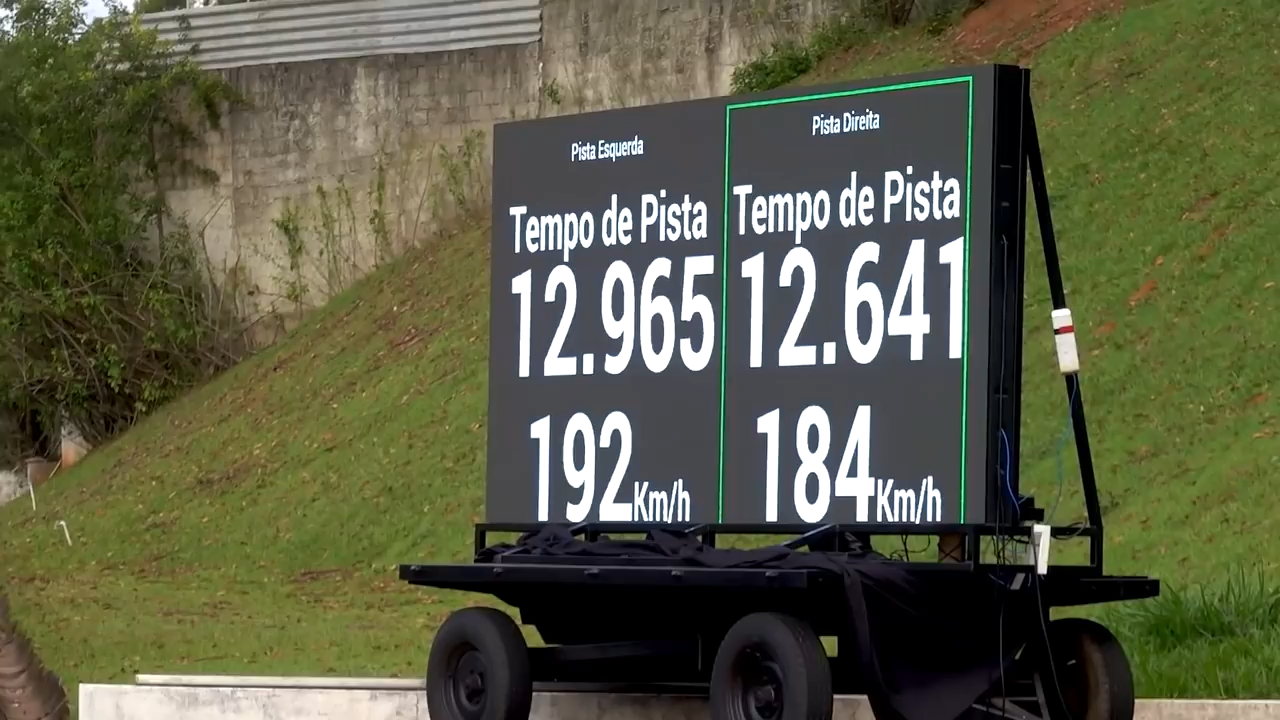 Pista Esquerda
Tempo de Pista
12.965
192Km/h
Pista Direita
Tempo de Pista
12.641
184Km/h